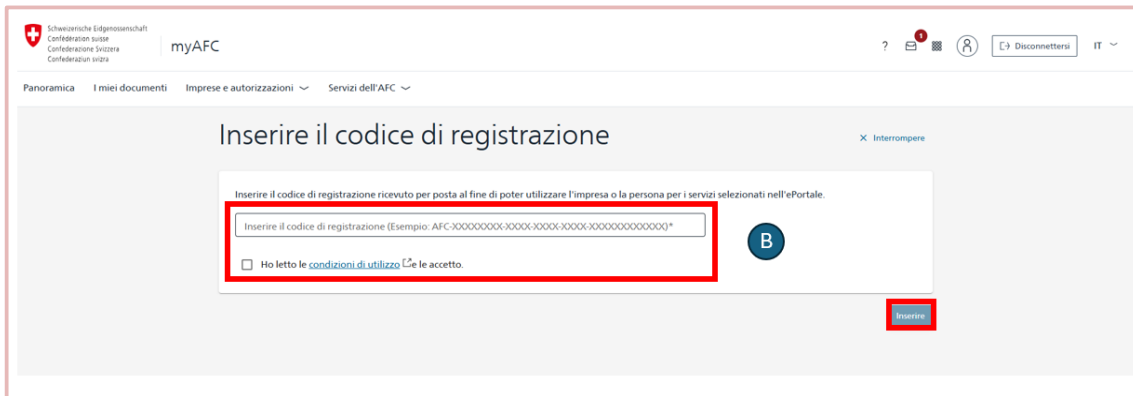 Schweizerische Eidgenossenschaft
Confédération suisse
Confederazione Svizzera
Confederaziun svizra
myAFC
? 1 Disconnettersi IT
Panoramica I miei documenti Imprese e autorizzazioni Servizi dell'AFC
Inserire il codice di registrazione
× Interrompere
Inserire il codice di registrazione ricevuto per posta al fine di poter utilizzare l'impresa o la persona per i servizi selezionati nell'ePortale.
Inserire il codice di registrazione (Esempio: AFC-XXXXXXXX-XXXX-XXXX-XXXX-XXXXXXXXXXXX)*
B
Ho letto le condizioni di utilizzo e le accetto.
Inserire